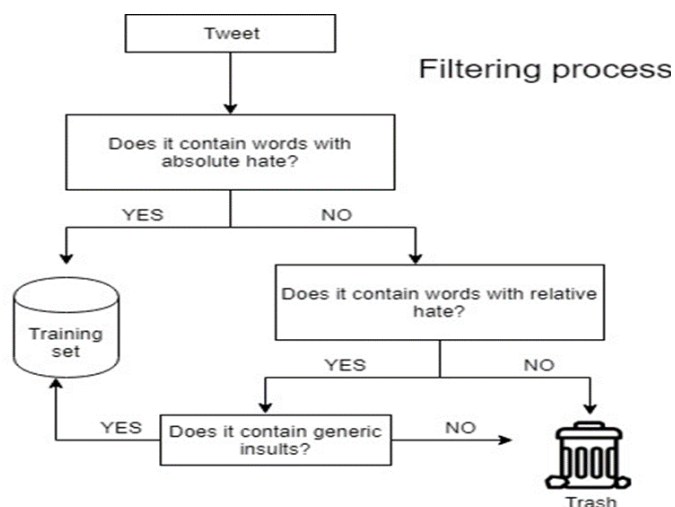 Tweet
Filtering process
Does it contain words with
absolute hate?
YES
NO
Does it contain words with relative
hate?
Training
set
YES
NO
YES
Does it contain generic
insults?
NO
Trash